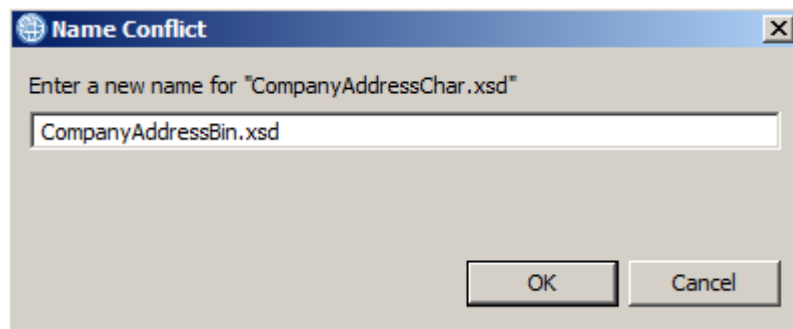 Name Conflict
Enter a new name for "CompanyAddressChar.xsd"
CompanyAddressBin.xsd
OK Cancel